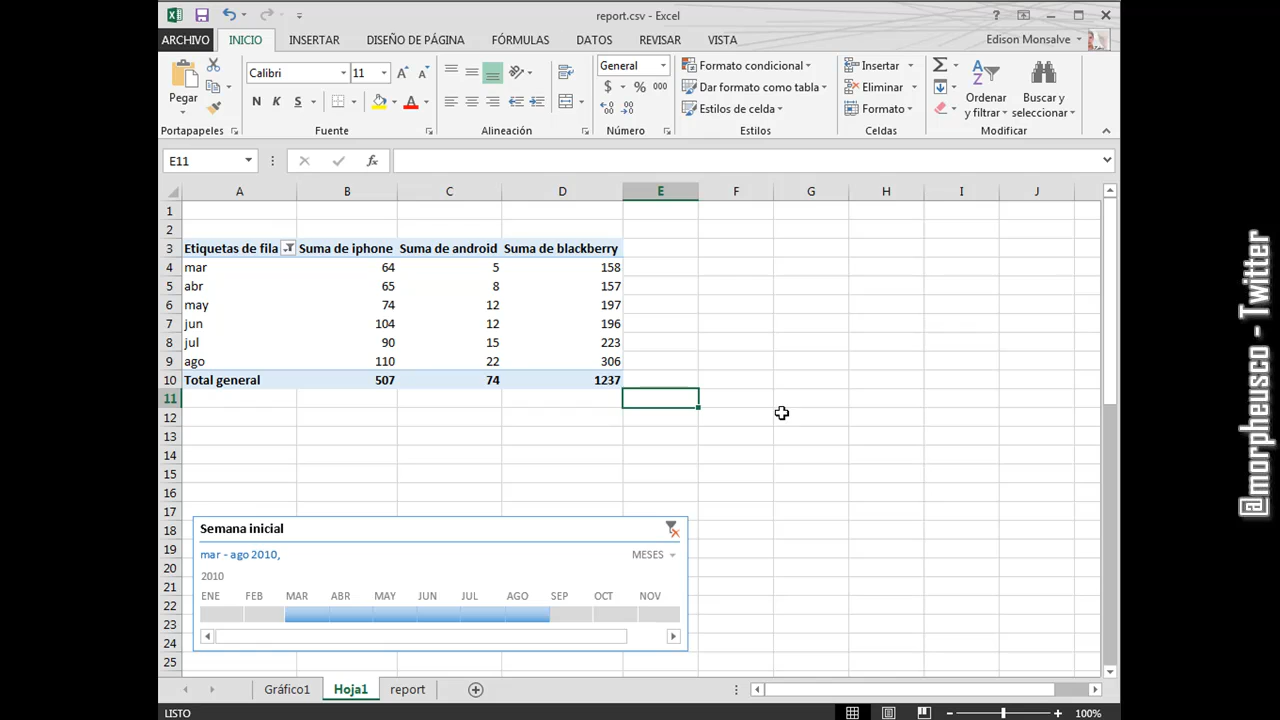 report.csv - Excel
ARCHIVO INICIO INSERTAR DISEÑO DE PÁGINA FÓRMULAS DATOS REVISAR VISTA Edison Monsalve
Pegar
Portapapeles
Calibri 11
N K S
Fuente
Alineación
General
$ % 000
Número
Formato condicional
Dar formato como tabla
Estilos de celda
Estilos
Insertar
Eliminar
Formato
Celdas
Ordenar y filtrar
Buscar y seleccionar
Modificar
E11
A B C D E F G H I J
1
2
3 Etiquetas de fila Suma de iphone Suma de android Suma de blackberry
4 mar 64 5 158
5 abr 65 8 157
6 may 74 12 197
7 jun 104 12 196
8 jul 90 15 223
9 ago 110 22 306
10 Total general 507 74 1237
11
12
13
14
15
16
17
18
19
20
21
22
23
24
25
Semana inicial
mar - ago 2010, MESES
2010
ENE FEB MAR ABR MAY JUN JUL AGO SEP OCT NOV
Gráfico1 Hoja1 report
LISTO 100%
@morpheusco - Twitter